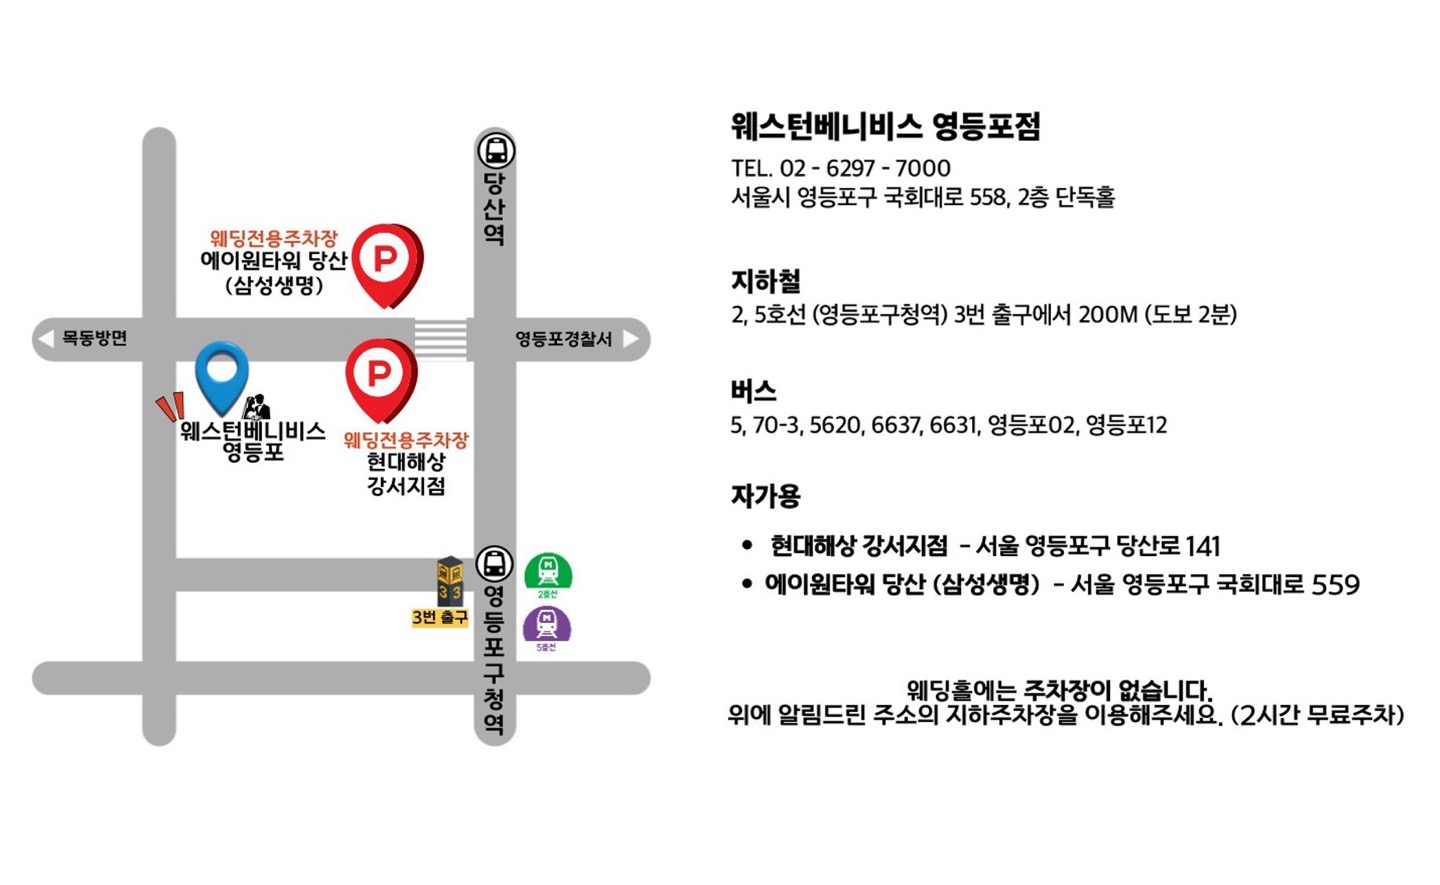 당산역
웨딩전용주차장
에이원타워 당산
(삼성생명)
P
목동방면
영등포경찰서
P
웨스턴베니비스
영등포
웨딩전용주차장
현대해상
강서지점
3 3
3번 출구
영등포구청역
M
2호선
M
5호선
웨스턴베니비스 영등포점
TEL. 02 - 6297 - 7000
서울시 영등포구 국회대로 558, 2층 단독홀
지하철
2, 5호선 (영등포구청역) 3번 출구에서 200M (도보 2분)
버스
5, 70-3, 5620, 6637, 6631, 영등포02, 영등포12
자가용
• 현대해상 강서지점 - 서울 영등포구 당산로 141
• 에이원타워 당산 (삼성생명) - 서울 영등포구 국회대로 559
웨딩홀에는 주차장이 없습니다.
위에 알림드린 주소의 지하주차장을 이용해주세요. (2시간 무료주차)